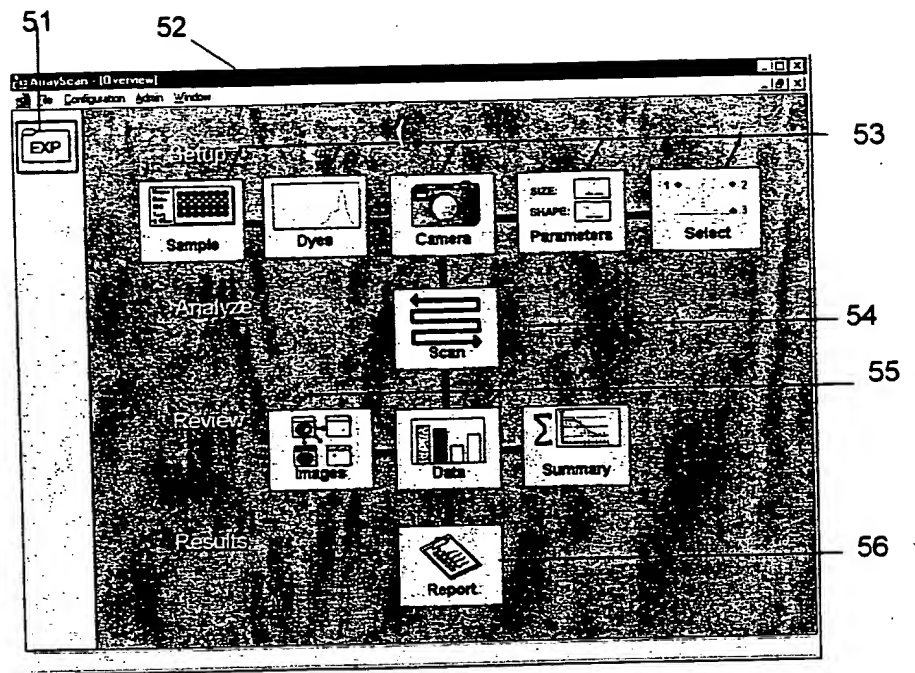 51
52
ArrayScan - [Overview]
File Configuration Admin Window
EXP
53
Setup
1
2
SIZE:
SHAPE:
3
Sample
Dyes
Camera
Parameters
Select
Analyze
54
Scan
55
Review
Images
Data
Σ
Summary
Results
56
Report